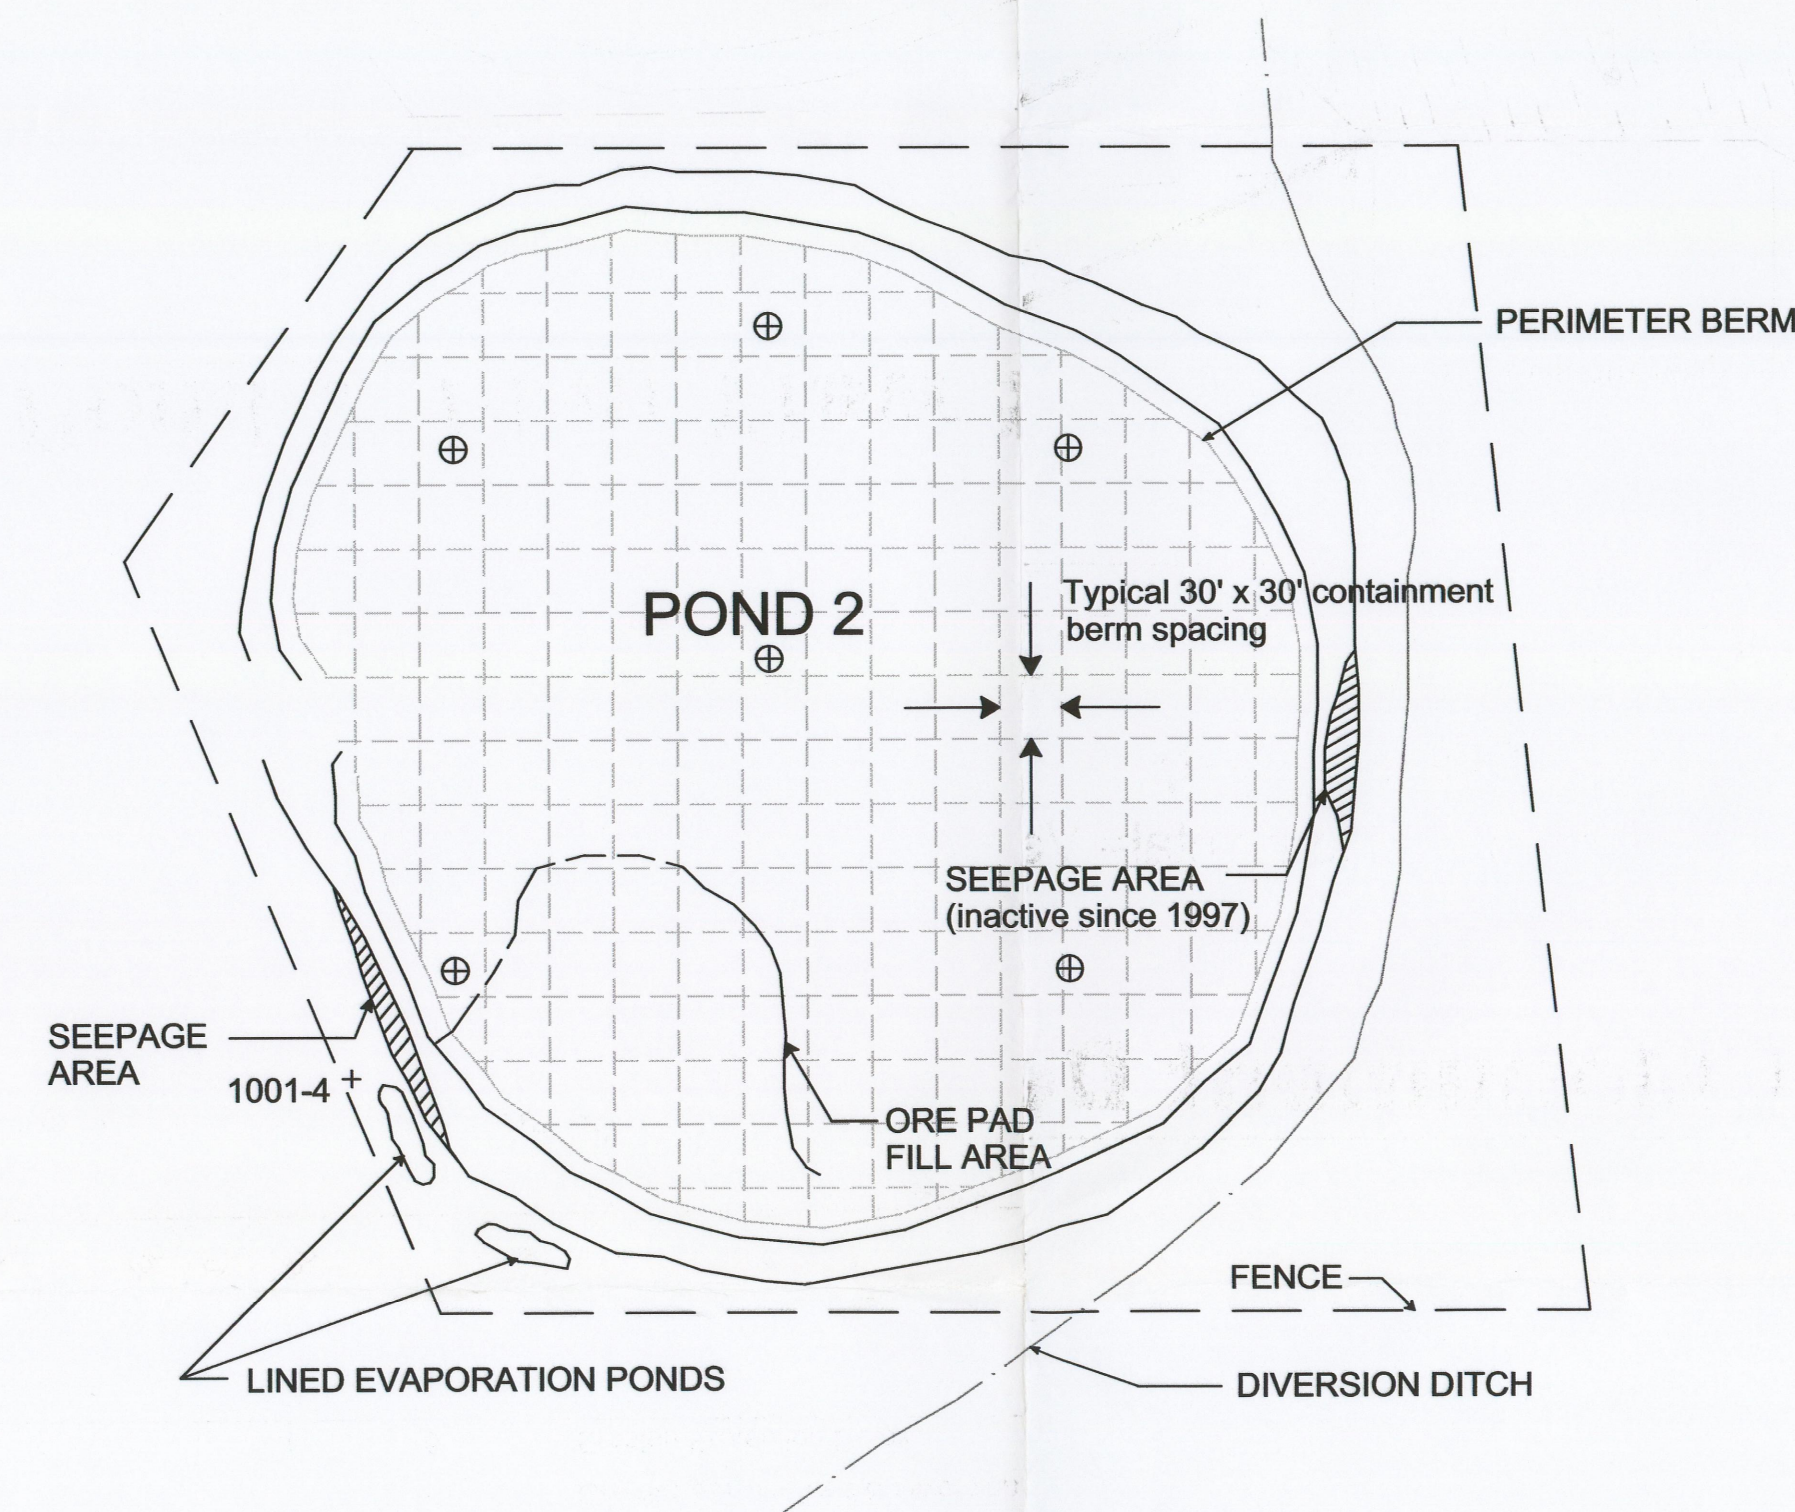 PERIMETER BERM
POND 2
Typical 30' x 30' containment
berm spacing
SEEPAGE AREA
(inactive since 1997)
SEEPAGE
AREA
1001-4
ORE PAD
FILL AREA
FENCE
LINED EVAPORATION PONDS
DIVERSION DITCH